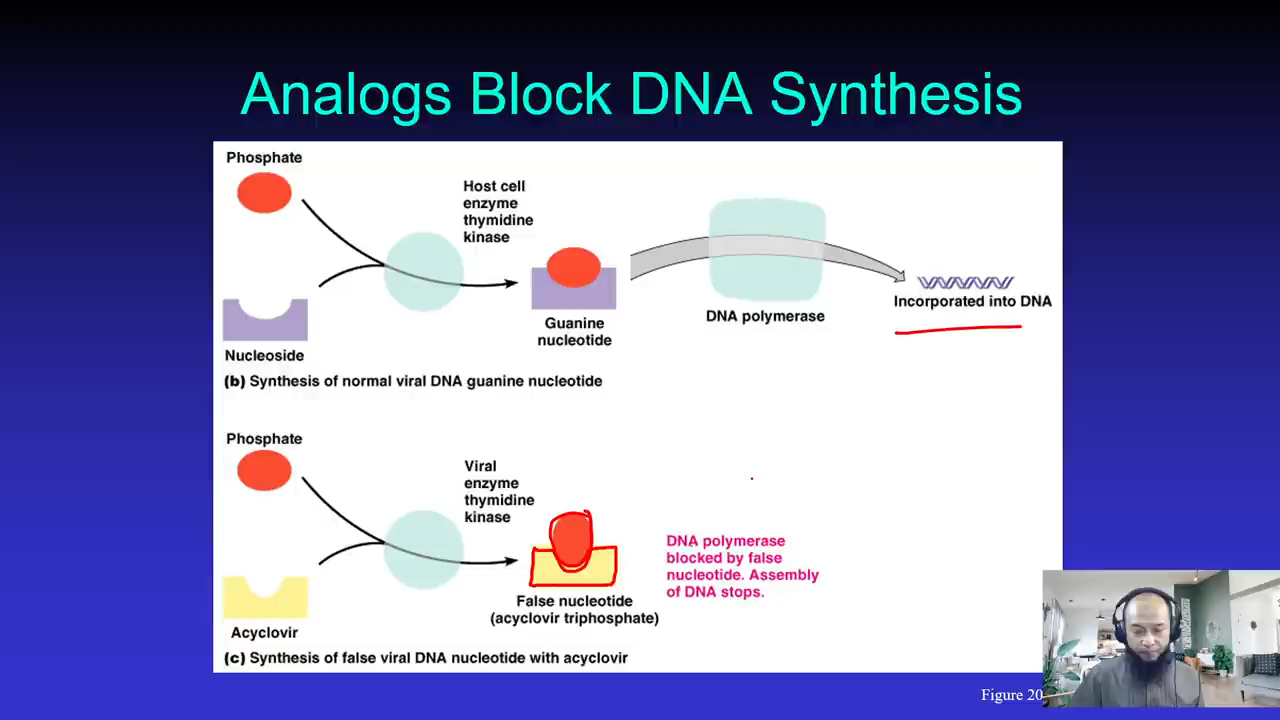 Analogs Block DNA Synthesis
Phosphate
Host cell
enzyme
thymidine
kinase
Guanine
nucleotide
DNA polymerase
Incorporated into DNA
Nucleoside
(b) Synthesis of normal viral DNA guanine nucleotide
Phosphate
Viral
enzyme
thymidine
kinase
DNA polymerase
blocked by false
nucleotide. Assembly
of DNA stops.
False nucleotide
(acyclovir triphosphate)
Acyclovir
(c) Synthesis of false viral DNA nucleotide with acyclovir
Figure 20